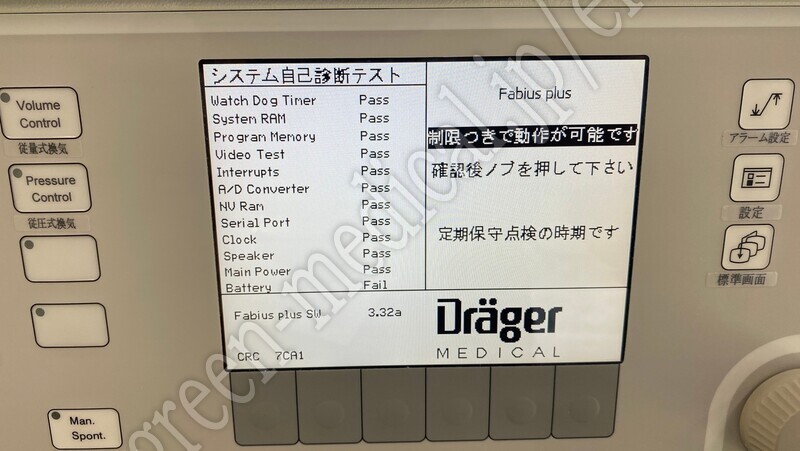 Volume
Control
従量式換気
Pressure
Control
従圧式換気
Man.
Spont.
システム自己診断テスト
Watch Dog Timer Pass
System RAM Pass
Program Memory Pass
Video Test Pass
Interrupts Pass
A/D Converter Pass
NV Ram Pass
Serial Port Pass
Clock Pass
Speaker Pass
Main Power Pass
Battery Fail
Fabius plus SW 3.32a
CRC 7CA1
Fabius plus
制限つきで動作が可能です
確認後ノブを押して下さい
定期保守点検の時期です
Dräger
MEDICAL
アラーム設定
設定
標準画面
green-medical.jp/e